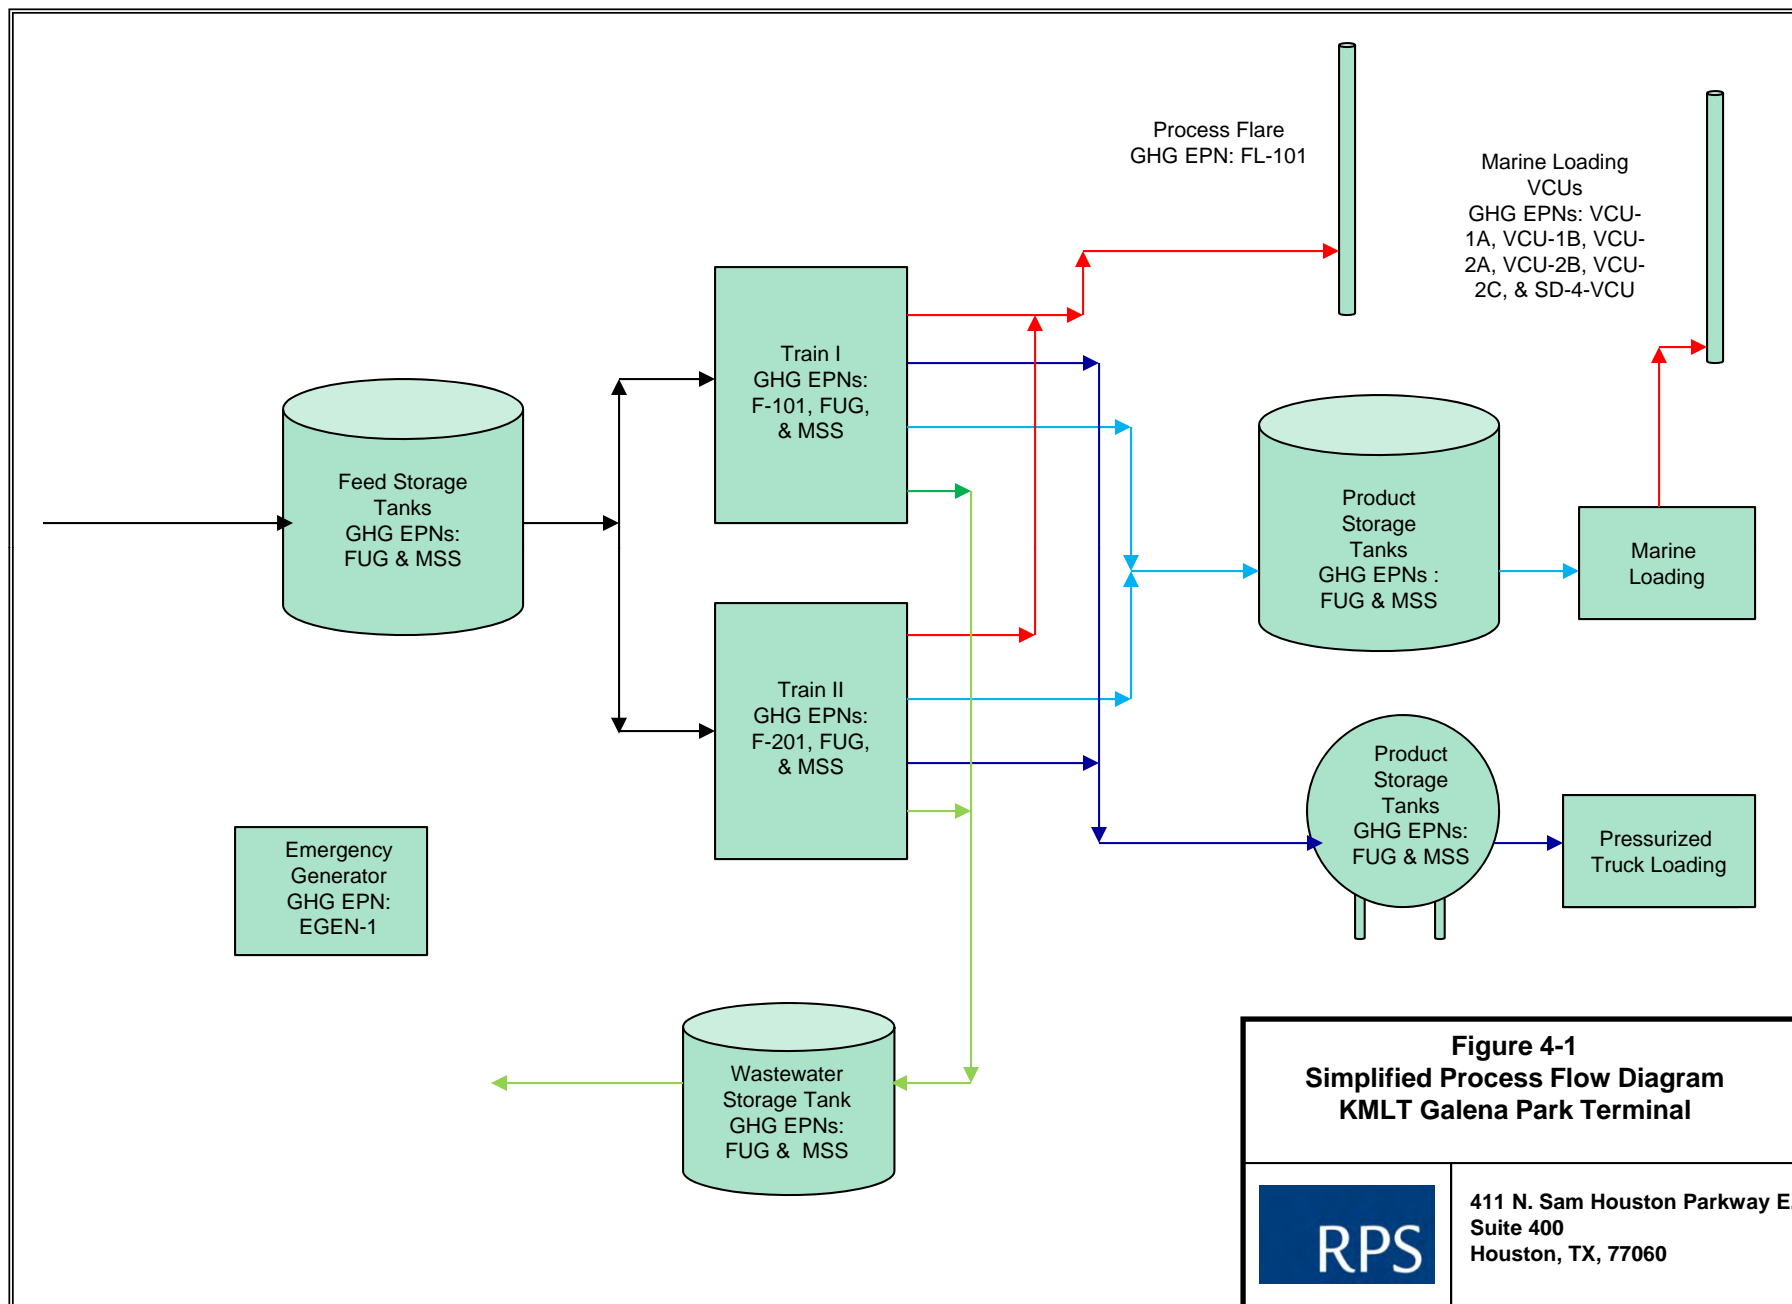 Process Flare
GHG EPN: FL-101
Marine Loading
VCUs
GHG EPNs: VCU-
1A, VCU-1B, VCU-
2A, VCU-2B, VCU-
2C, & SD-4-VCU
Train I
GHG EPNs:
F-101, FUG,
& MSS
Feed Storage
Tanks
GHG EPNs:
FUG & MSS
Product
Storage
Tanks
GHG EPNs :
FUG & MSS
Marine
Loading
Train II
GHG EPNs:
F-201, FUG,
& MSS
Product
Storage
Tanks
GHG EPNs:
FUG & MSS
Pressurized
Truck Loading
Emergency
Generator
GHG EPN:
EGEN-1
Wastewater
Storage Tank
GHG EPNs:
FUG & MSS
Figure 4-1
Simplified Process Flow Diagram
KMLT Galena Park Terminal
RPS
411 N. Sam Houston Parkway E.
Suite 400
Houston, TX, 77060